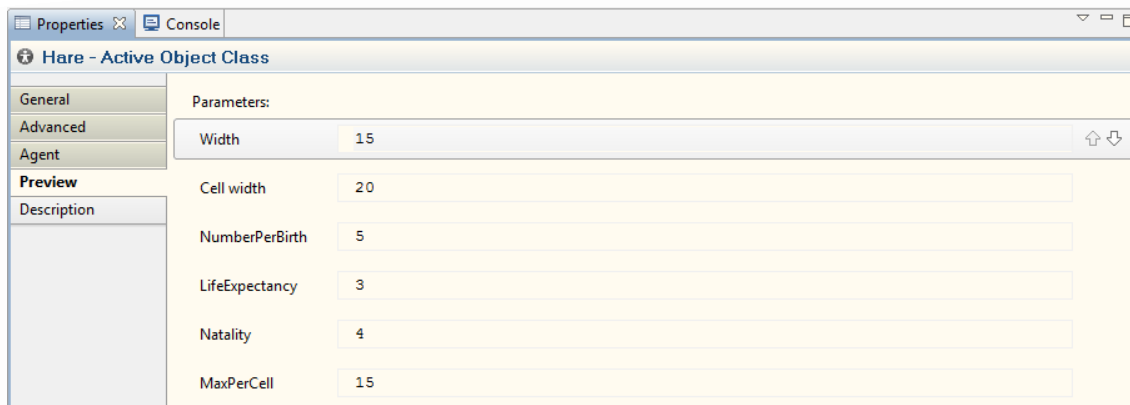 Properties Console
Hare - Active Object Class
General
Advanced
Agent
Preview
Description
Parameters:
Width 15
Cell width 20
NumberPerBirth 5
LifeExpectancy 3
Natality 4
MaxPerCell 15